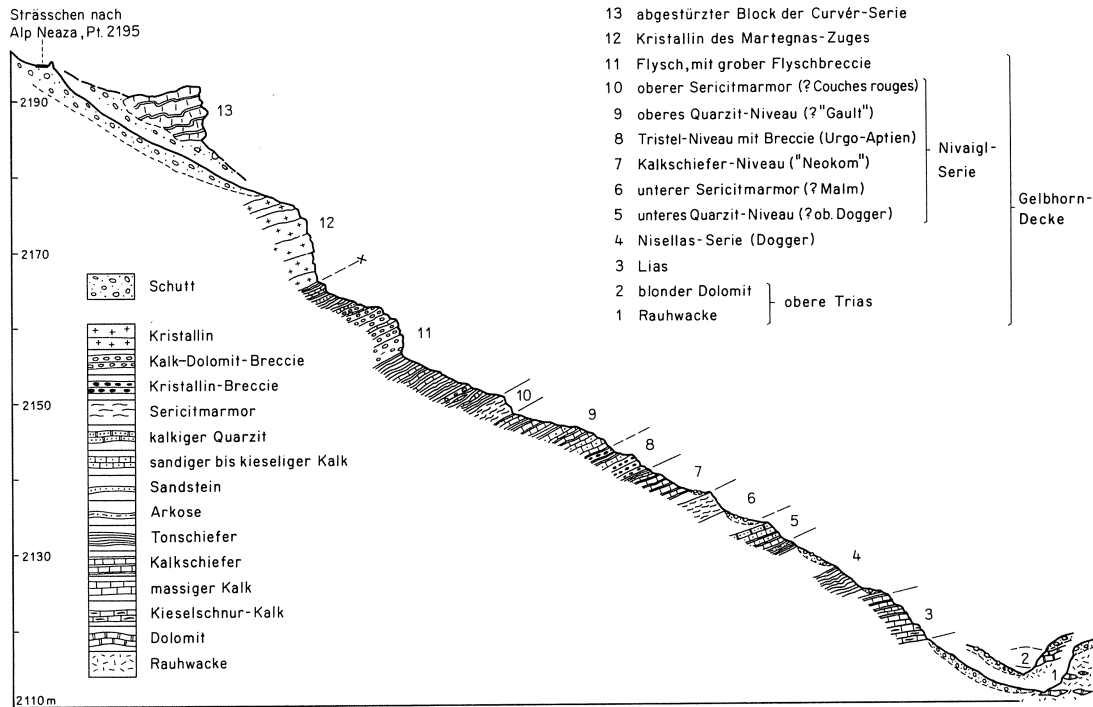 Strässchen nach
Alp Neaza, Pt. 2195
2190
2170
2150
2130
2110 m
13
12
x
11
10
9
8
7
6
5
4
3
2
1
13 abgestürzter Block der Curvér-Serie
12 Kristallin des Martegnas-Zuges
11 Flysch, mit grober Flyschbreccie
10 oberer Sericitmarmor (? Couches rouges)
9 oberes Quarzit-Niveau (? "Gault")
8 Tristel-Niveau mit Breccie (Urgo-Aptien)
7 Kalkschiefer-Niveau ("Neokom")
6 unterer Sericitmarmor (? Malm)
5 unteres Quarzit-Niveau (? ob. Dogger)
4 Nisellas-Serie (Dogger)
3 Lias
2 blonder Dolomit
1 Rauhwacke
obere Trias
Nivaigl-
Serie
Gelbhorn-
Decke
Schutt
Kristallin
Kalk-Dolomit-Breccie
Kristallin-Breccie
Sericitmarmor
kalkiger Quarzit
sandiger bis kieseliger Kalk
Sandstein
Arkose
Tonschiefer
Kalkschiefer
massiger Kalk
Kieselschnur-Kalk
Dolomit
Rauhwacke